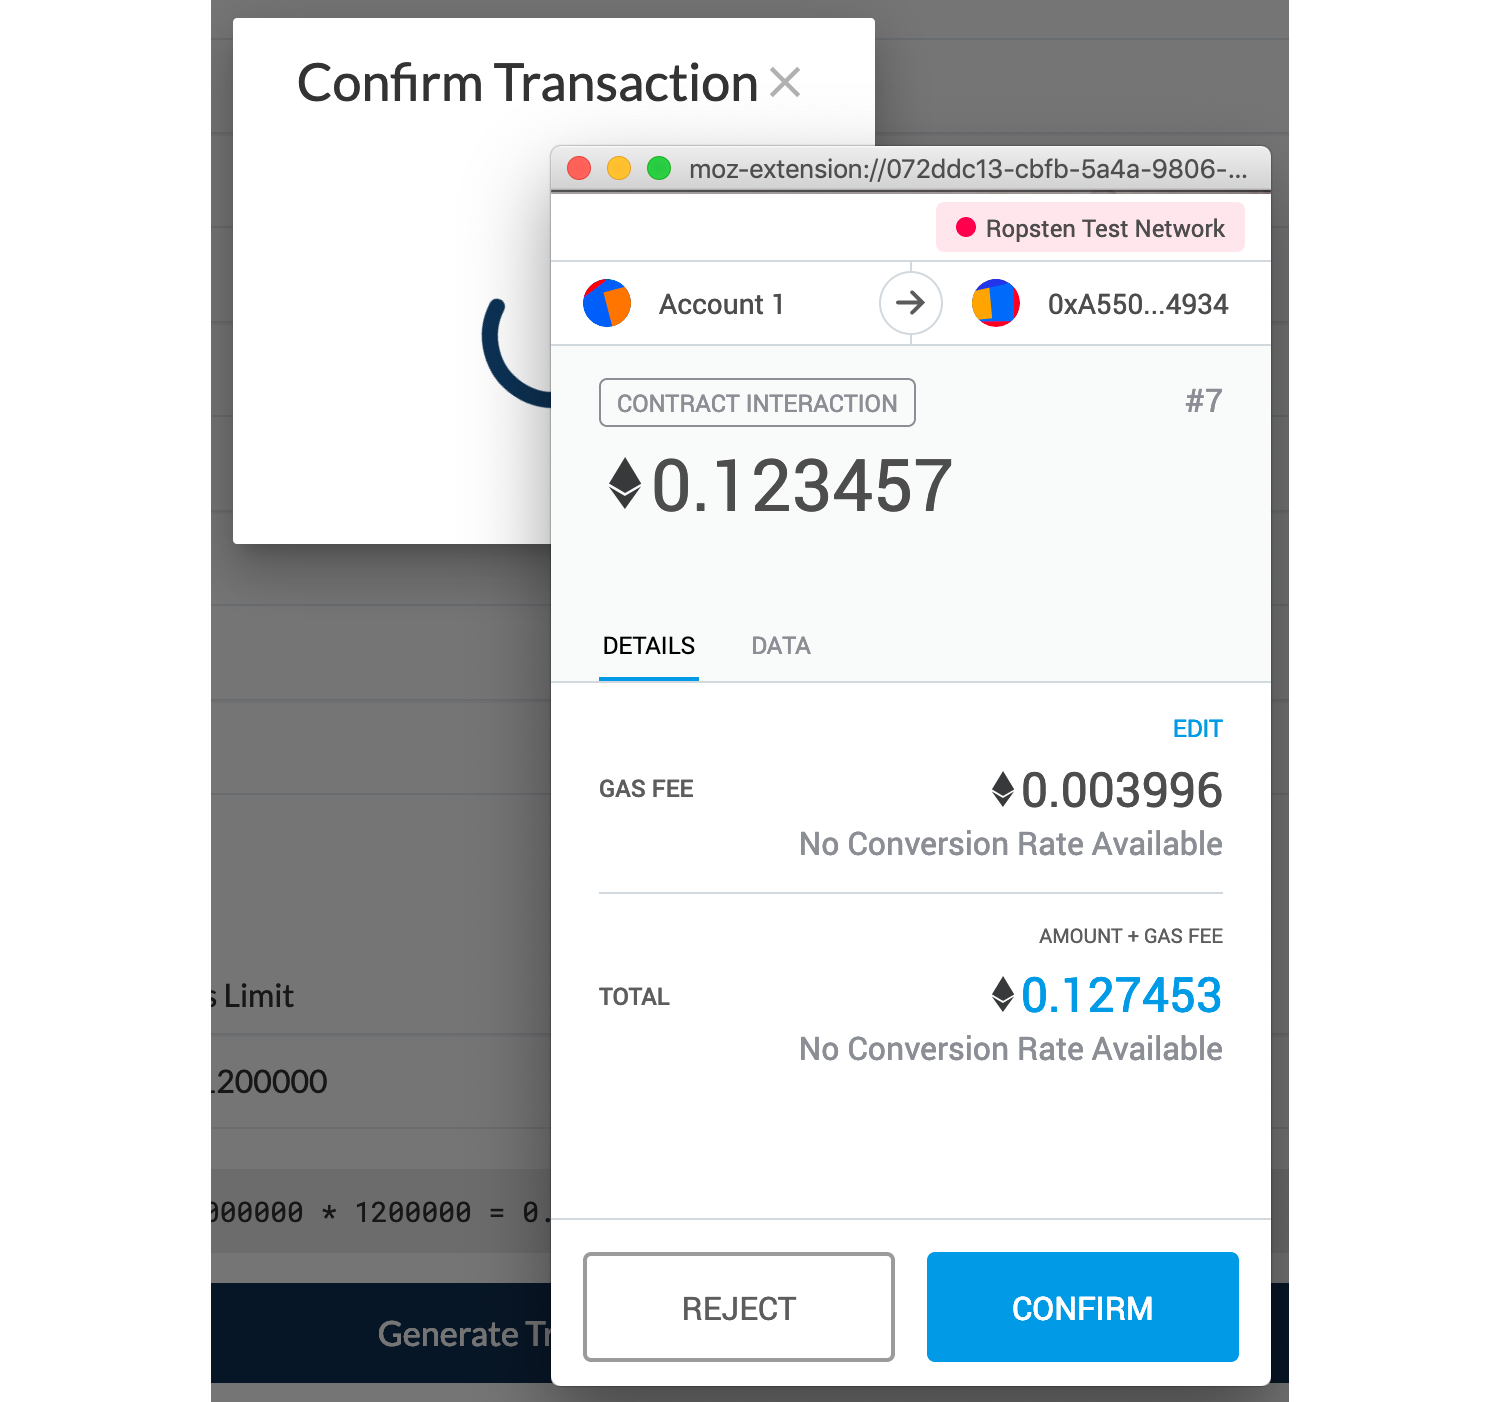 Confirm Transaction
moz-extension://072ddc13-cbfb-5a4a-9806-...
Ropsten Test Network
Account 1
0xA550...4934
CONTRACT INTERACTION
#7
0.123457
DETAILS
DATA
EDIT
GAS FEE
0.003996
No Conversion Rate Available
AMOUNT + GAS FEE
TOTAL
0.127453
No Conversion Rate Available
Limit
1200000
000000 * 1200000 = 0.
Generate
REJECT
CONFIRM